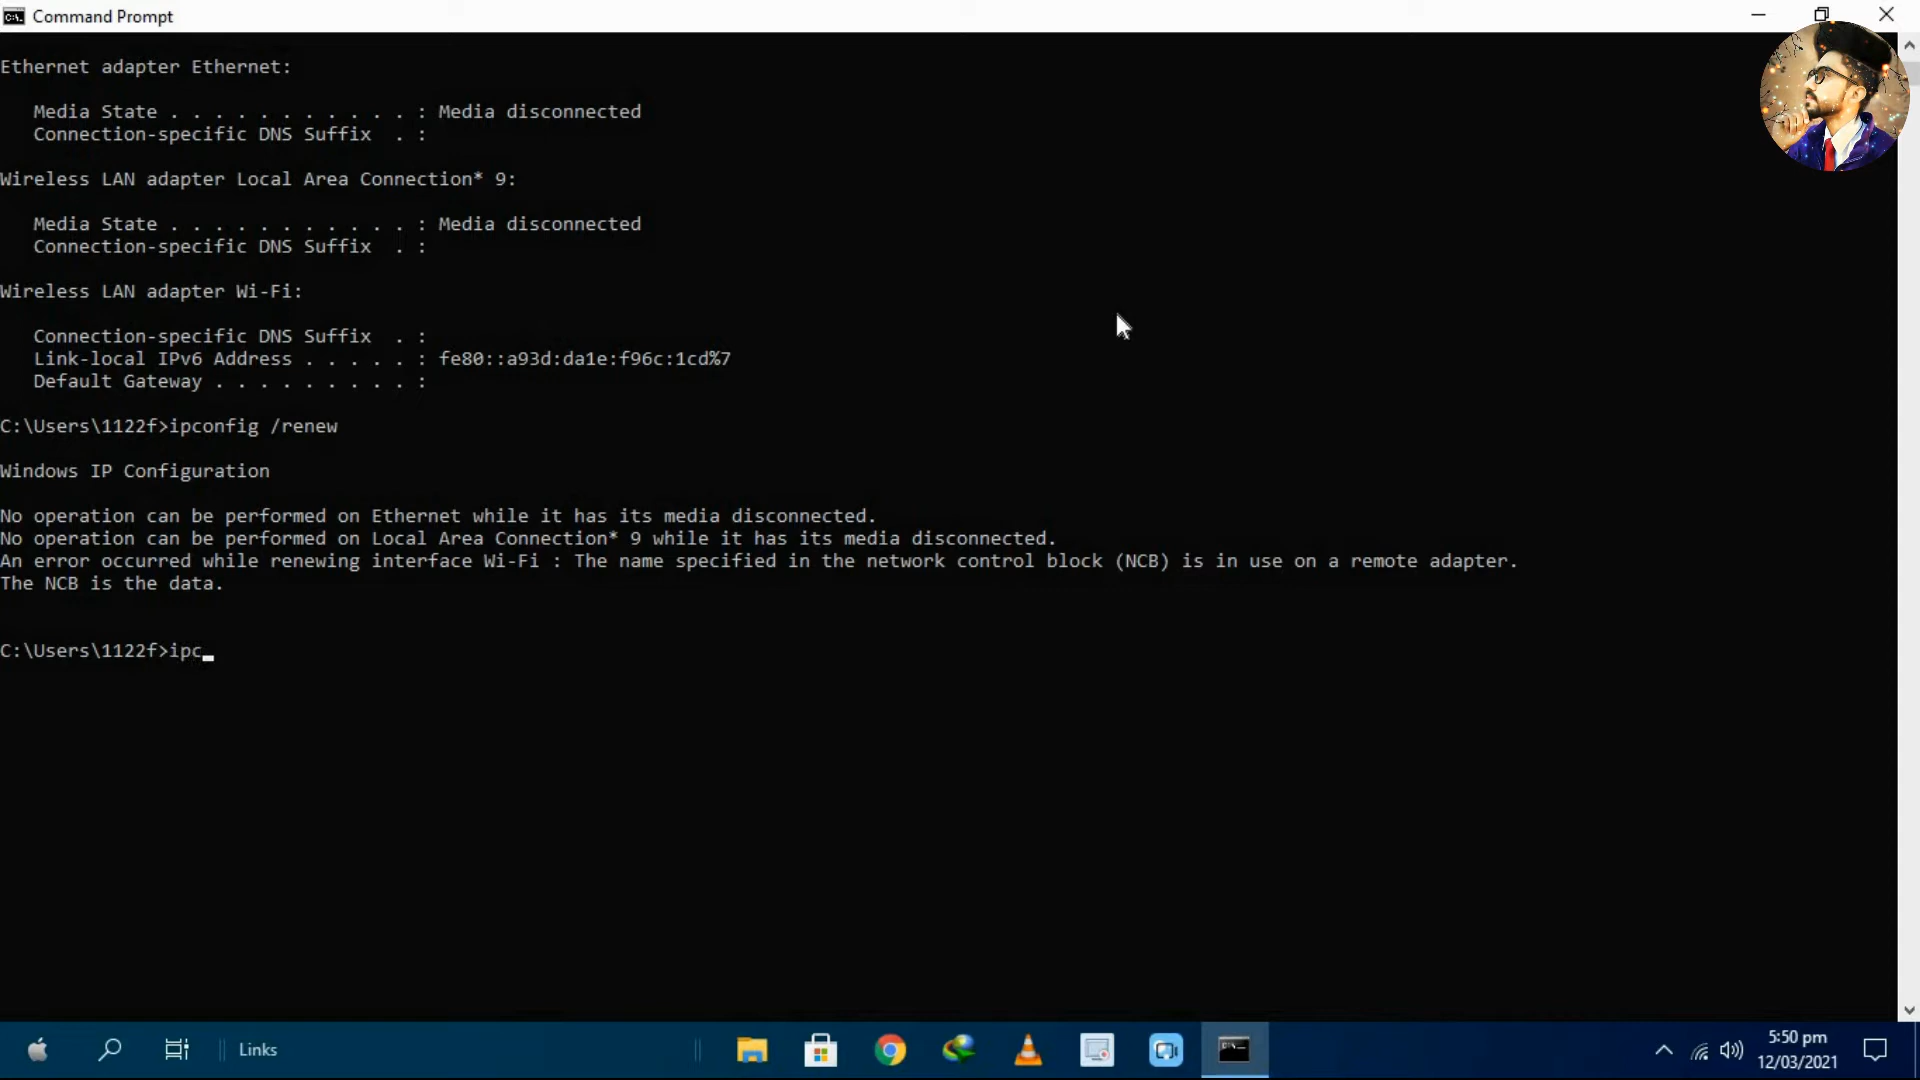 Command Prompt
Ethernet adapter Ethernet:
Media State . . . . . . . . . . . : Media disconnected
Connection-specific DNS Suffix  . :
Wireless LAN adapter Local Area Connection* 9:
Media State . . . . . . . . . . . : Media disconnected
Connection-specific DNS Suffix  . :
Wireless LAN adapter Wi-Fi:
Connection-specific DNS Suffix  . :
Link-local IPv6 Address . . . . . : fe80::a93d:da1e:f96c:1cd%7
Default Gateway . . . . . . . . . :
C:\Users\1122f>ipconfig /renew
Windows IP Configuration
No operation can be performed on Ethernet while it has its media disconnected.
No operation can be performed on Local Area Connection* 9 while it has its media disconnected.
An error occurred while renewing interface Wi-Fi : The name specified in the network control block (NCB) is in use on a remote adapter.
The NCB is the data.
C:\Users\1122f>ipc_
Links
5:50 pm
12/03/2021